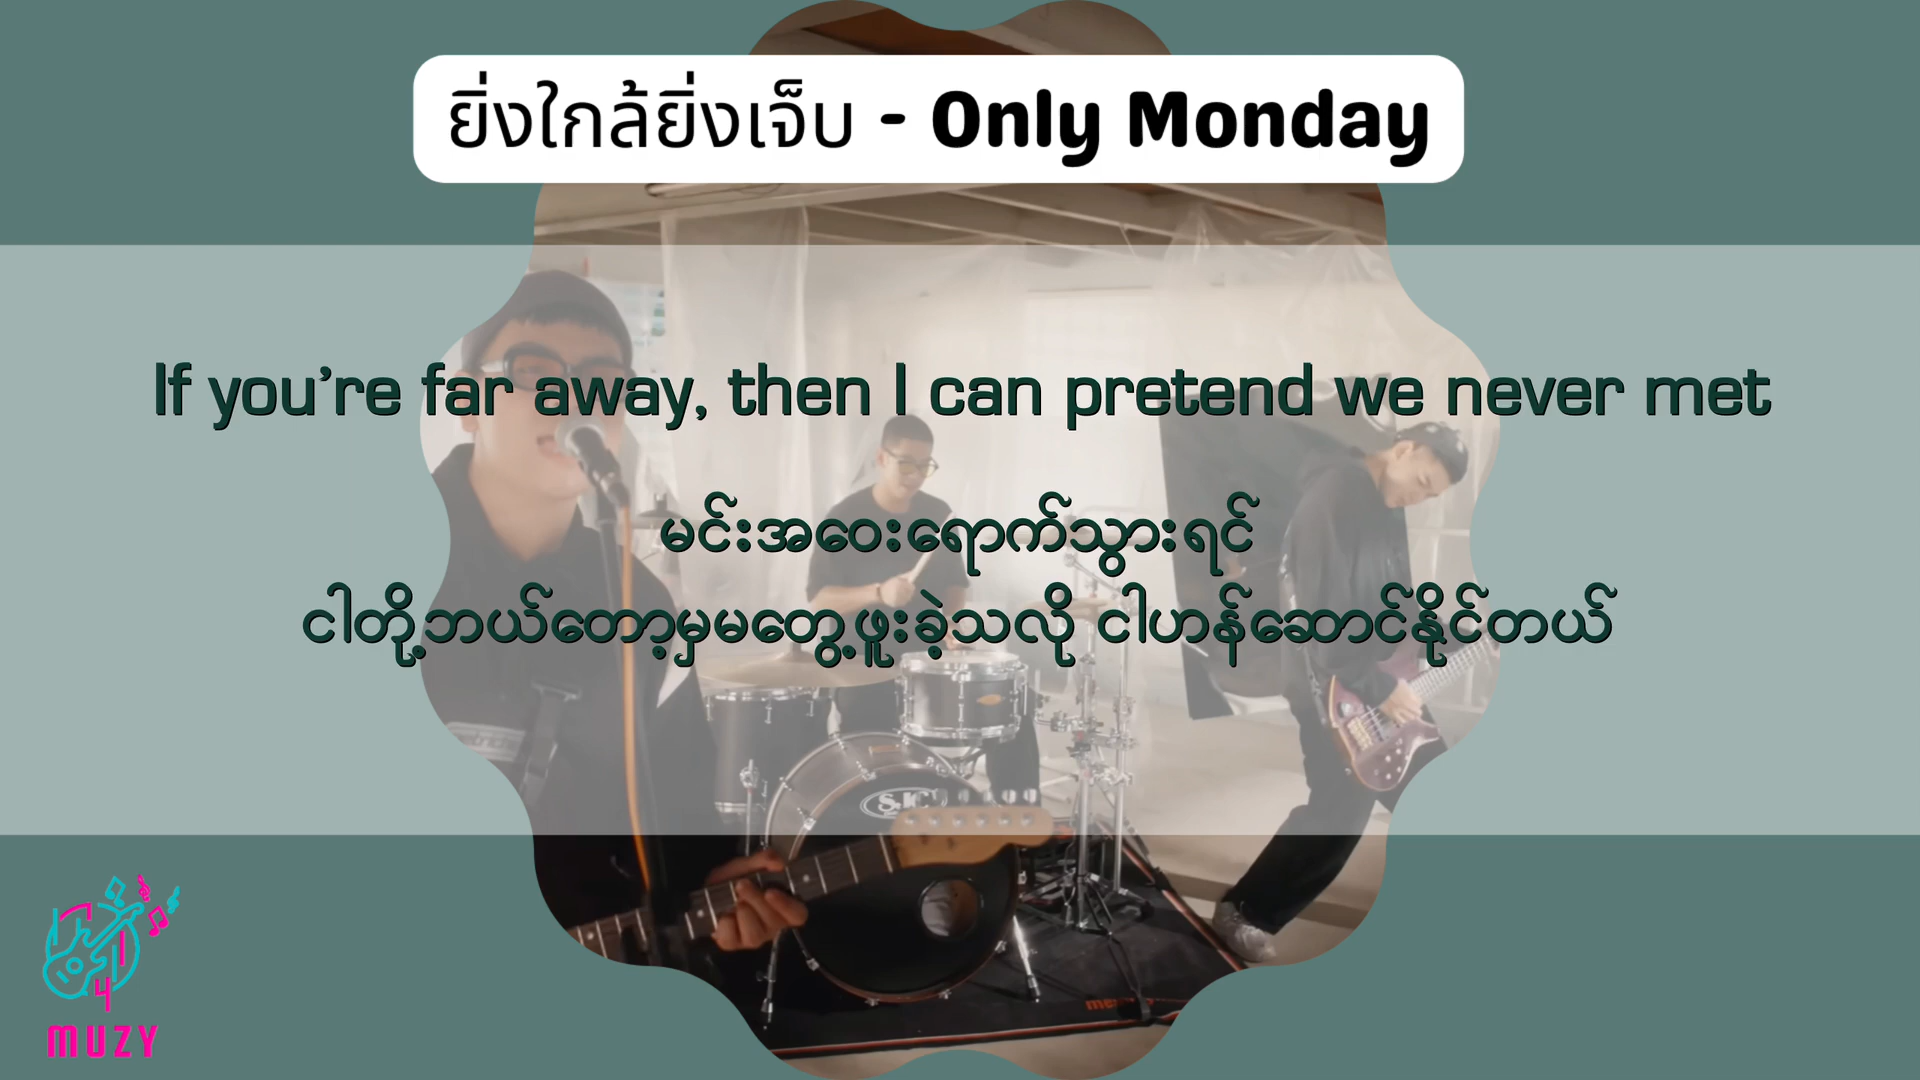 ยิ่งใกล้ยิ่งเจ็บ - Only Monday
If you're far away, then I can pretend we never met
မင်းအဝေးရောက်သွားရင်
ငါတို့ဘယ်တော့မှမတွေ့ဖူးခဲ့သလို ငါဟန်ဆောင်နိုင်တယ်
SJC
4
MUZY